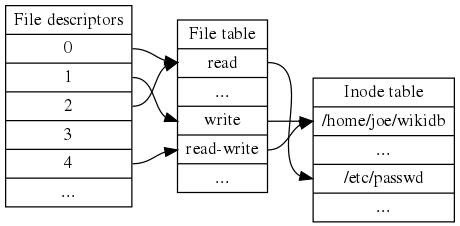 File descriptors
0
1
2
3
4
...
File table
read
...
write
read-write
...
Inode table
/home/joe/wikidb
...
/etc/passwd
...